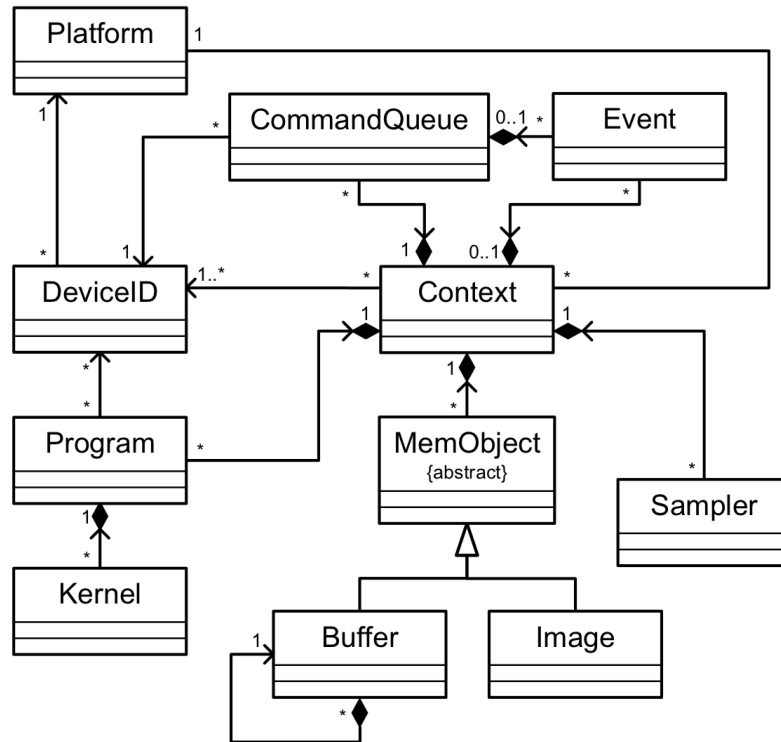 Platform
1
1
*
CommandQueue
0..1
*
Event
*
*
*
1
0..1
*
1
1..*
*
DeviceID
Context
1
1
*
*
1
*
Program
*
MemObject
{abstract}
1
*
*
Sampler
Kernel
Buffer
Image
1
*